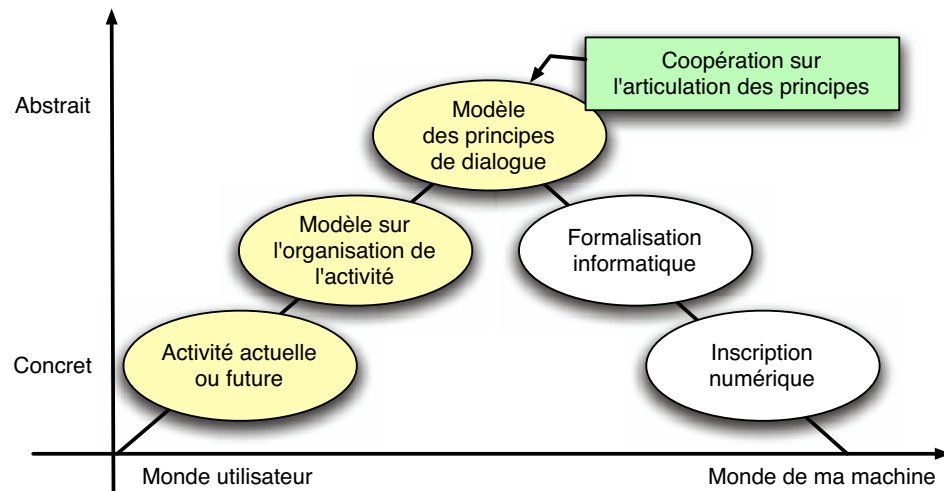 Coopération sur
l'articulation des principes
Abstrait
Modèle
des principes
de dialogue
Modèle sur
l'organisation de
l'activité
Formalisation
informatique
Concret
Activité actuelle
ou future
Inscription
numérique
Monde utilisateur
Monde de ma machine